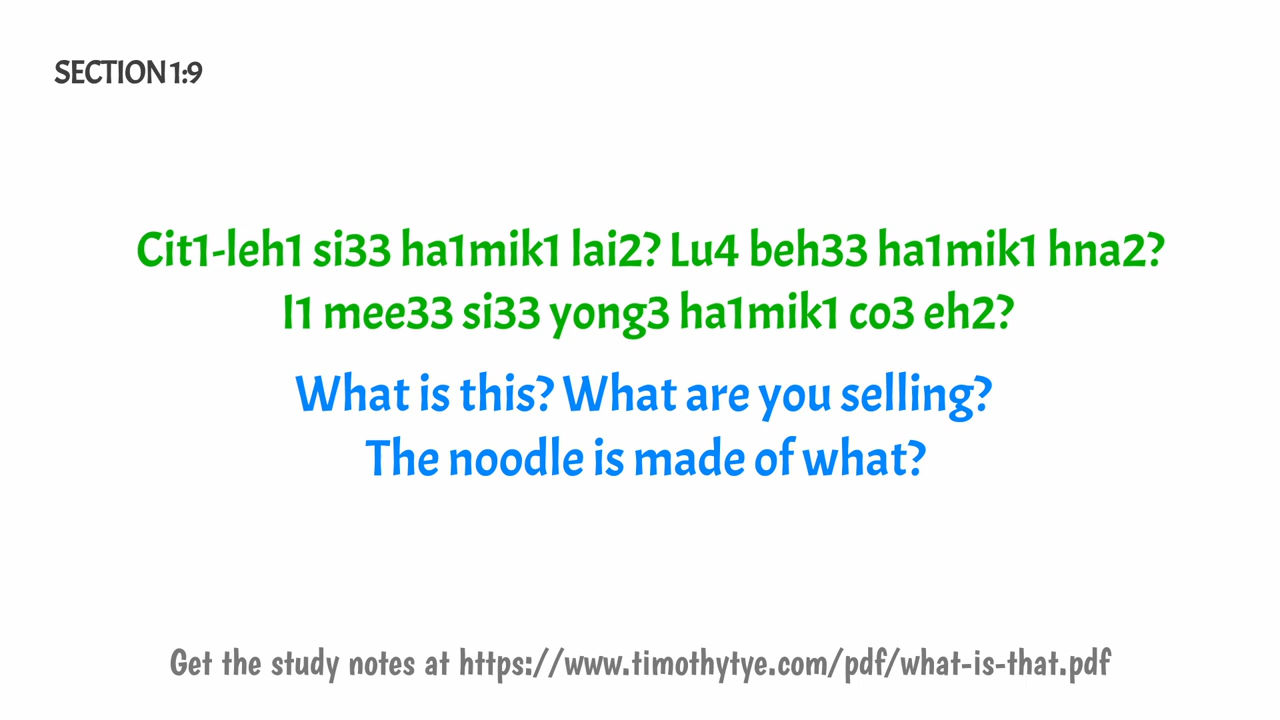 SECTION 1:9
Cit1-leh1 si33 ha1mik1 lai2? Lu4 beh33 ha1mik1 hna2?
I1 mee33 si33 yong3 ha1mik1 co3 eh2?
What is this? What are you selling?
The noodle is made of what?
Get the study notes at https://www.timothytye.com/pdf/what-is-that.pdf